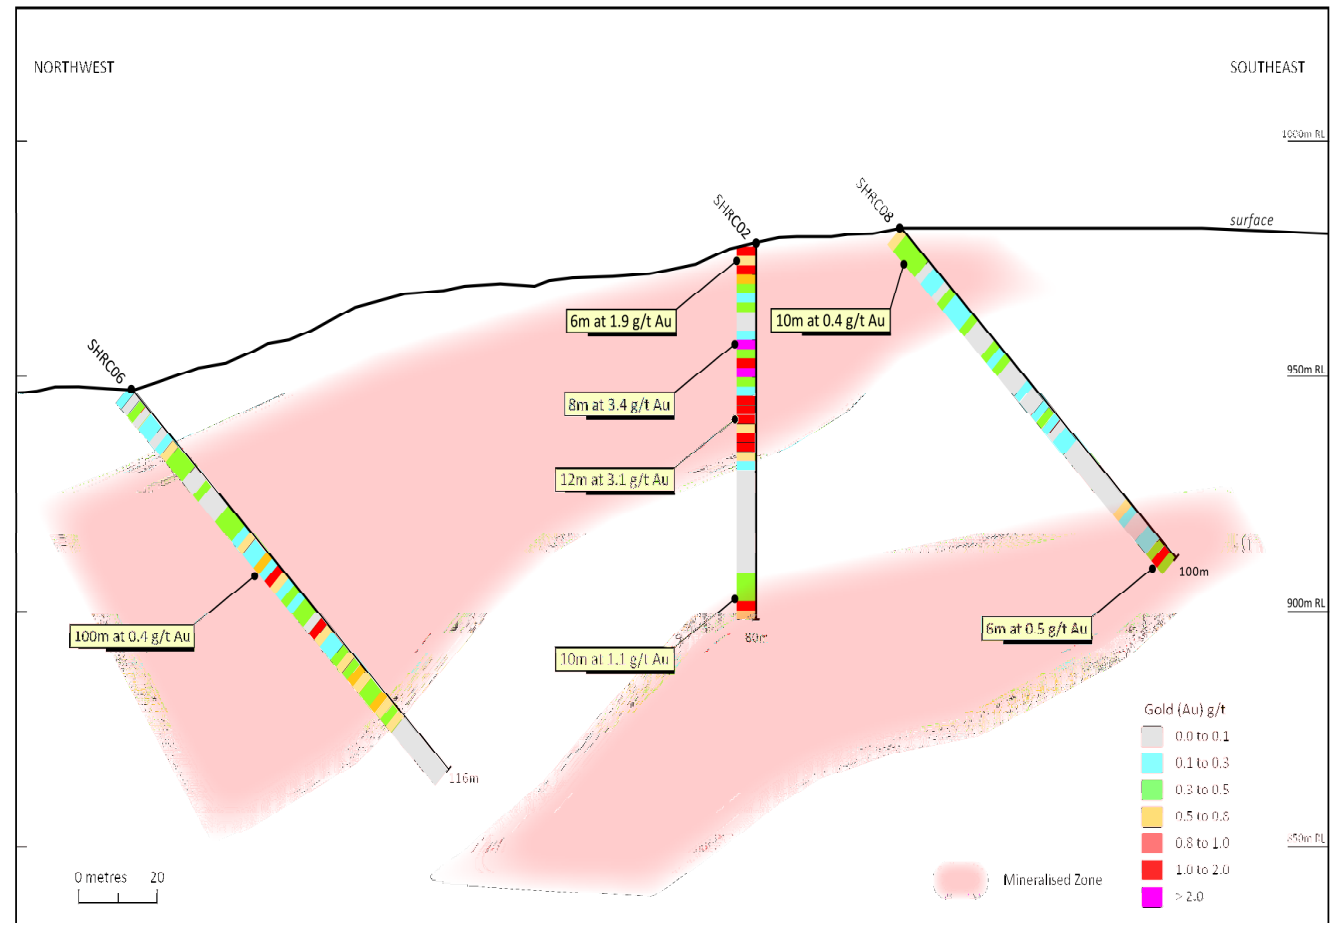 NORTHWEST
SOUTHEAST
1000m RL
SHRC08
SHRC02
surface
6m at 1.9 g/t Au
10m at 0.4 g/t Au
SHRC06
950m RL
8m at 3.4 g/t Au
12m at 3.1 g/t Au
100m
900m RL
100m at 0.4 g/t Au
6m at 0.5 g/t Au
80m
10m at 1.1 g/t Au
Gold (Au) g/t
0.0 to 0.1
0.1 to 0.3
116m
0.3 to 0.5
0.5 to 0.8
0.8 to 1.0
850m RL
1.0 to 2.0
0 metres 20
Mineralised Zone
> 2.0